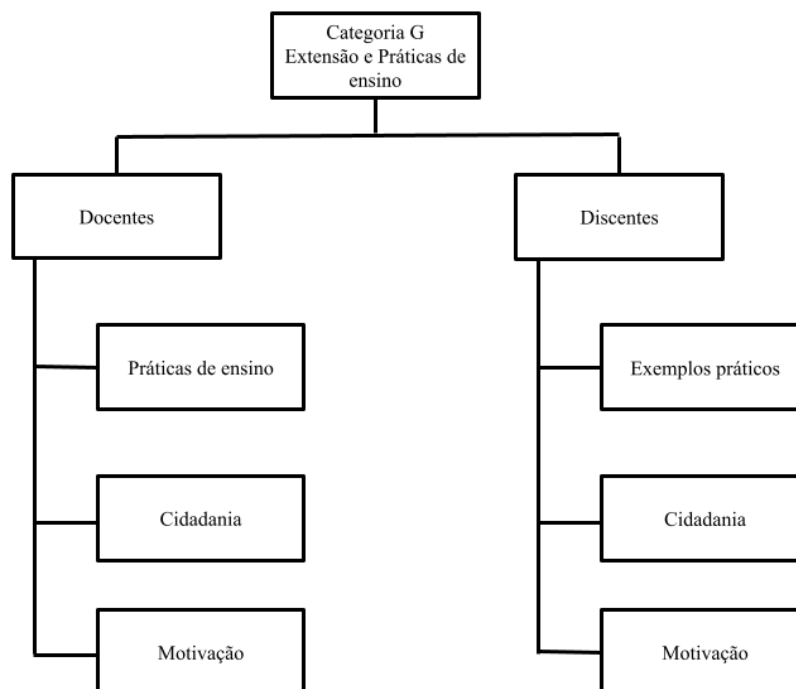 Categoria G
Extensão e Práticas de
ensino
Docentes
Discentes
Práticas de ensino
Exemplos práticos
Cidadania
Cidadania
Motivação
Motivação